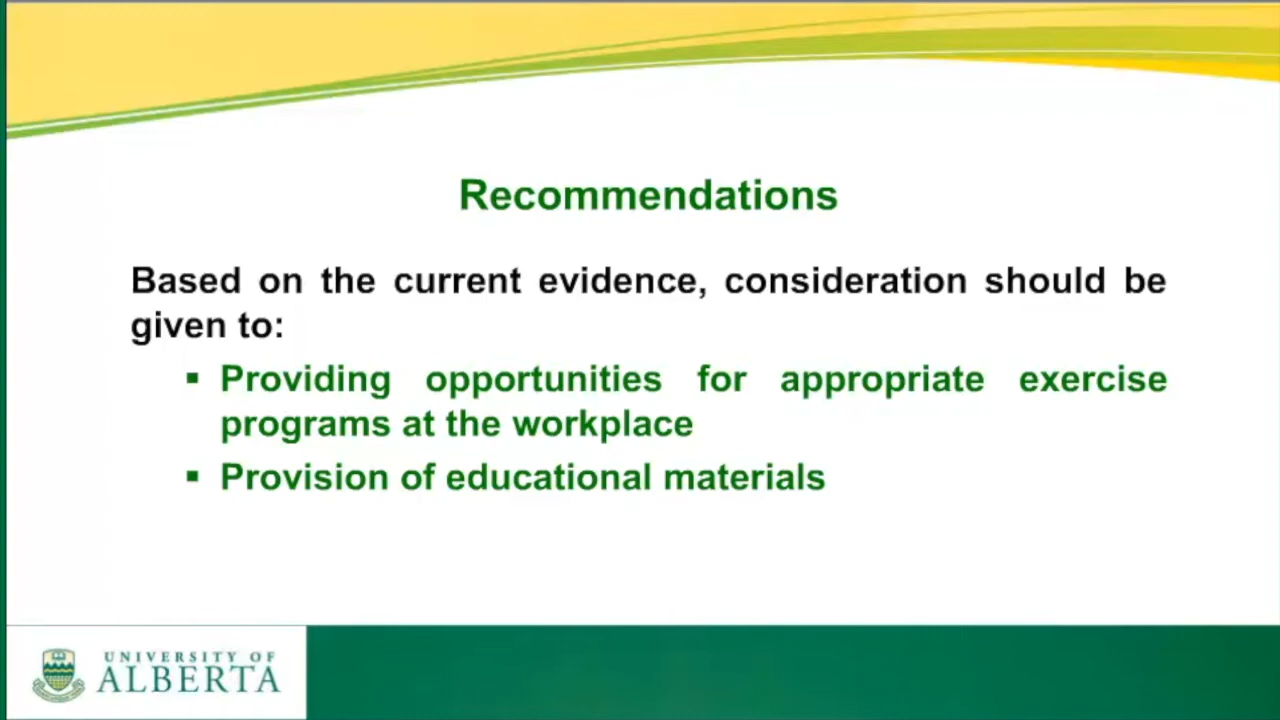 Recommendations
Based on the current evidence, consideration should be
given to:
▪ Providing opportunities for appropriate exercise
programs at the workplace
▪ Provision of educational materials
UNIVERSITY OF
ALBERTA